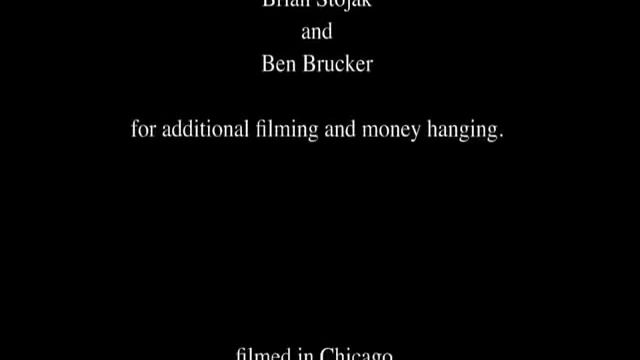 Brian Stojak
and
Ben Brucker
for additional filming and money hanging.
filmed in Chicago